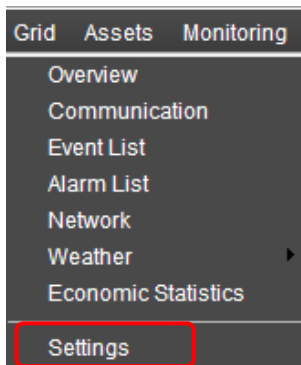 Grid Assets Monitoring
Overview
Communication
Event List
Alarm List
Network
Weather
Economic Statistics
Settings